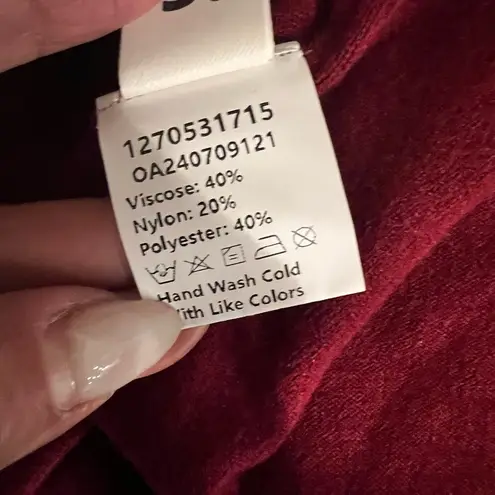 1270531715
OA240709121
Viscose: 40%
Nylon: 20%
Polyester: 40%
Hand Wash Cold
With Like Colors